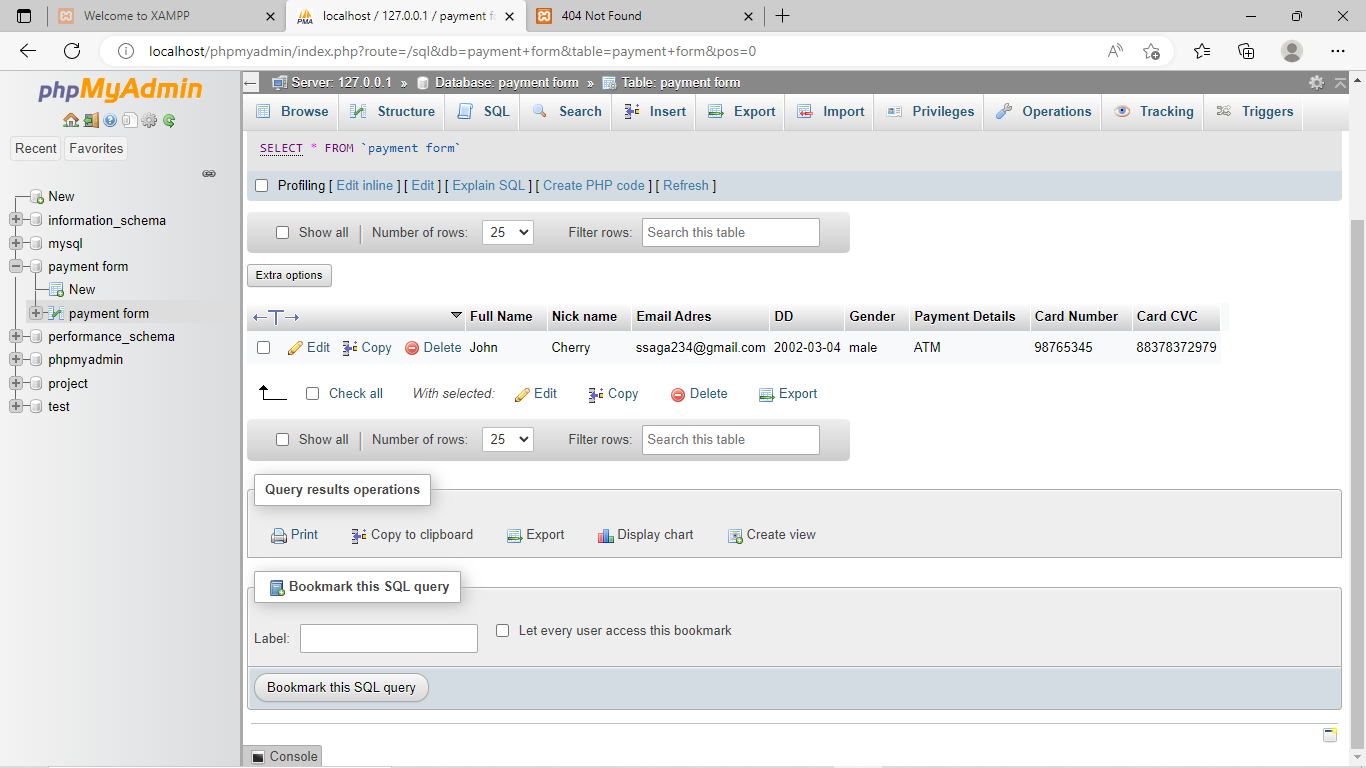 Welcome to XAMPP
localhost / 127.0.0.1 / payment f
404 Not Found
localhost/phpmyadmin/index.php?route=/sql&db=payment+form&table=payment+form&pos=0
phpMyAdmin
Recent Favorites
New
information_schema
mysql
payment form
New
payment form
performance_schema
phpmyadmin
project
test
Server: 127.0.0.1 » Database: payment form » Table: payment form
Browse Structure SQL Search Insert Export Import Privileges Operations Tracking Triggers
SELECT * FROM `payment form`
Profiling [ Edit inline ] [ Edit ] [ Explain SQL ] [ Create PHP code ] [ Refresh ]
Show all Number of rows: 25 Filter rows: Search this table
Extra options
Full Name Nick name Email Adres DD Gender Payment Details Card Number Card CVC
Edit Copy Delete John Cherry ssaga234@gmail.com 2002-03-04 male ATM 98765345 88378372979
Check all With selected: Edit Copy Delete Export
Show all Number of rows: 25 Filter rows: Search this table
Query results operations
Print Copy to clipboard Export Display chart Create view
Bookmark this SQL query
Label: Let every user access this bookmark
Bookmark this SQL query
Console